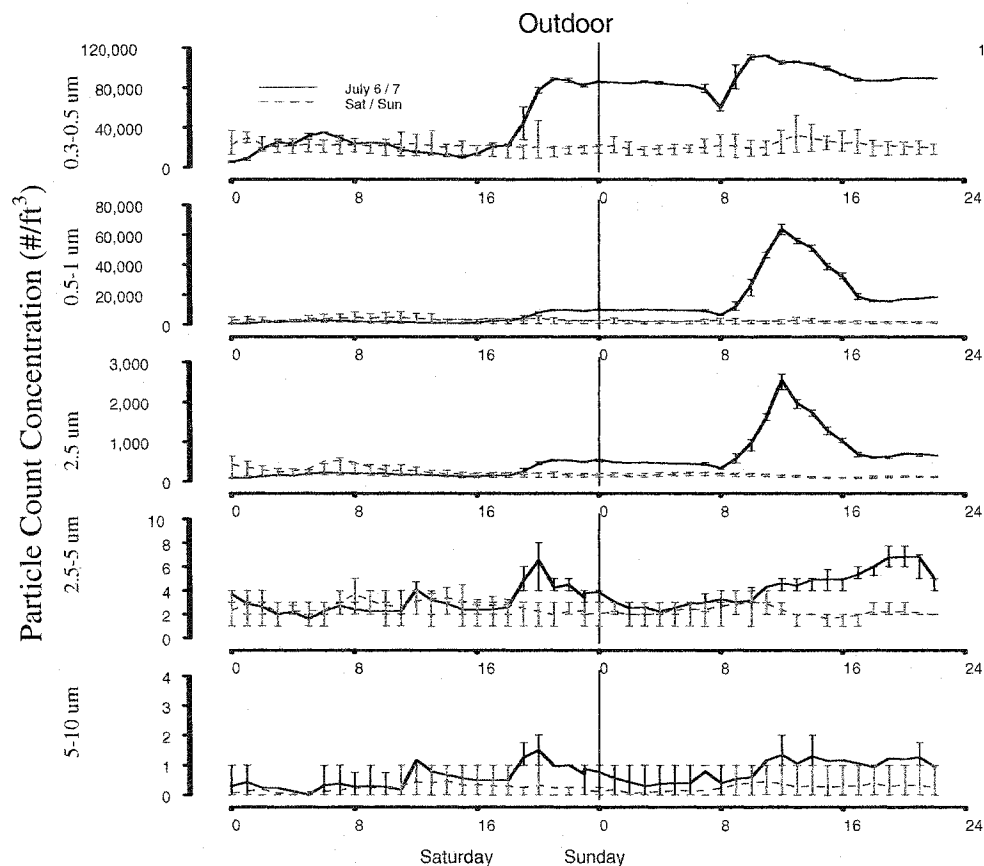 Outdoor
1
Particle Count Concentration (#/ft³)
0.3-0.5 um
120,000
80,000
40,000
0
July 6 / 7
Sat / Sun
0 8 16 0 8 16 24
0.5-1 um
80,000
60,000
40,000
20,000
0
0 8 16 0 8 16 24
2.5 um
3,000
2,000
1,000
0 8 16 0 8 16 24
2.5-5 um
10
8
6
4
2
0
0 8 16 0 8 16 24
5-10 um
4
3
2
1
0
0 8 16 0 8 16 24
Saturday Sunday